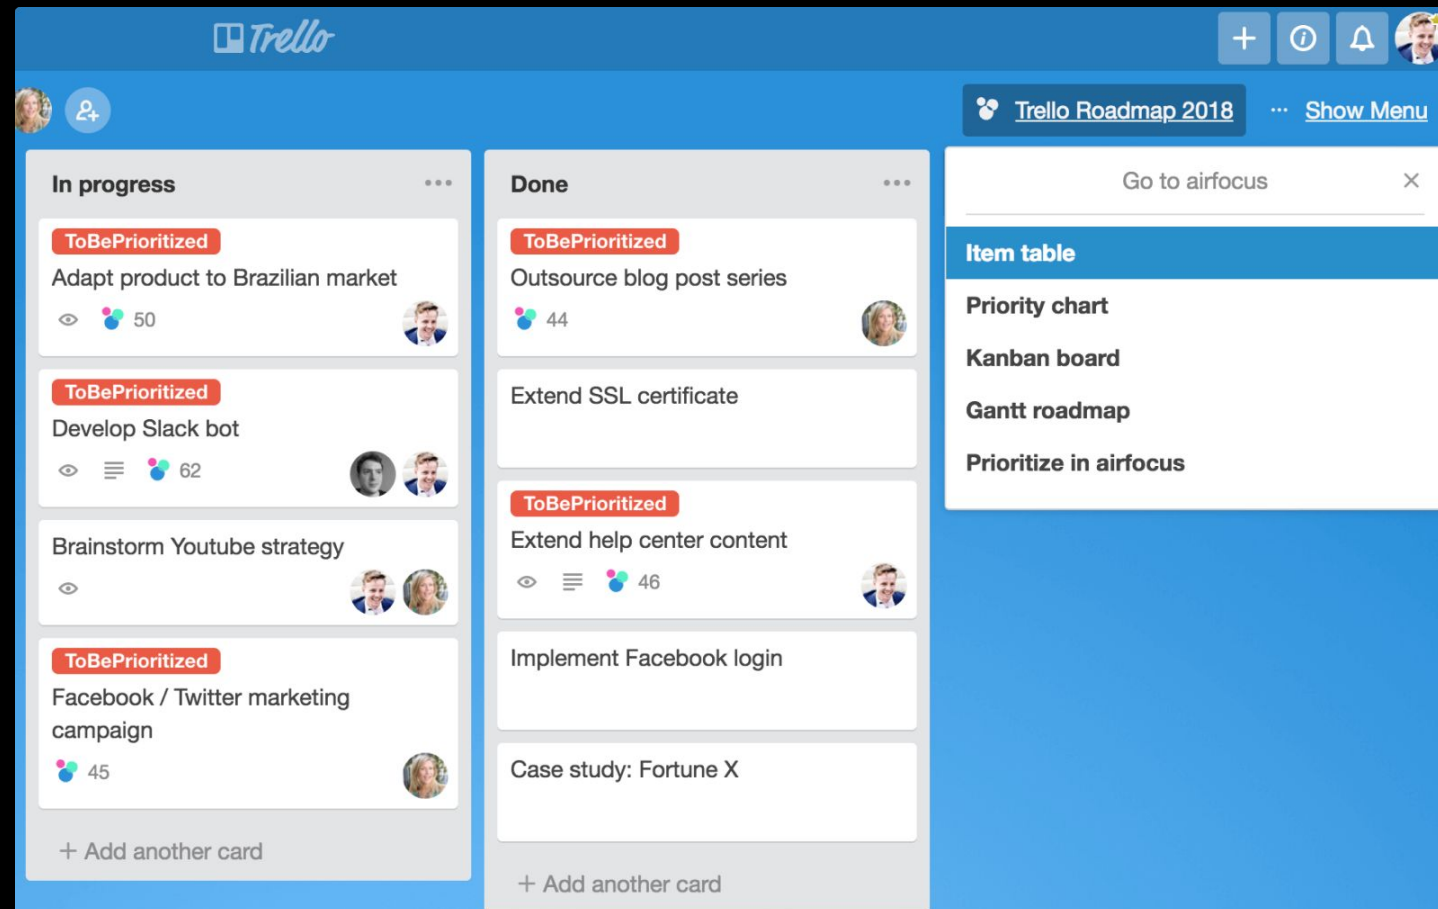 Trello
Trello Roadmap 2018
... Show Menu
In progress
ToBePrioritized
Adapt product to Brazilian market
50
ToBePrioritized
Develop Slack bot
62
Brainstorm Youtube strategy
ToBePrioritized
Facebook / Twitter marketing
campaign
45
+ Add another card
Done
ToBePrioritized
Outsource blog post series
44
Extend SSL certificate
ToBePrioritized
Extend help center content
46
Implement Facebook login
Case study: Fortune X
+ Add another card
Go to airfocus
Item table
Priority chart
Kanban board
Gantt roadmap
Prioritize in airfocus